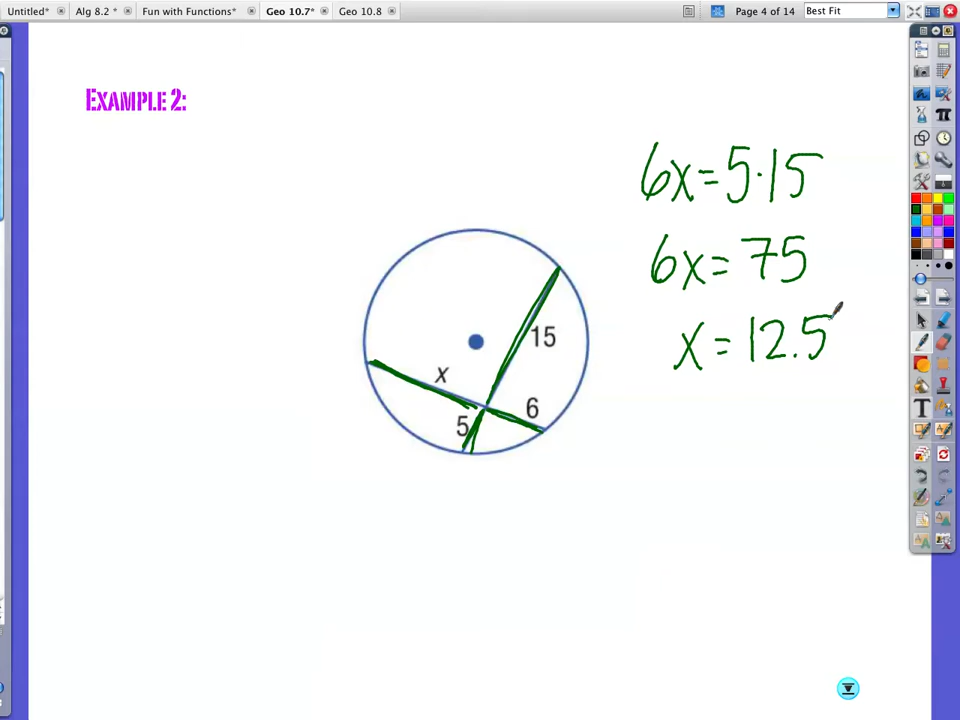 Untitled* Alg 8.2 * Fun with Functions* Geo 10.7* Geo 10.8 Page 4 of 14 Best Fit
EXAMPLE 2:
6x=5·15
6x=75
x=12.5
15
x
6
5
T